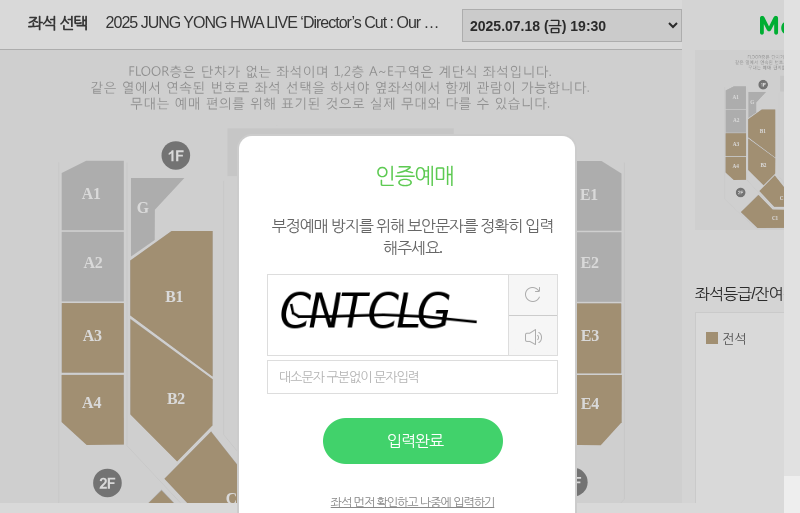 좌석 선택 2025 JUNG YONG HWA LIVE ‘Director’s Cut : Our … 2025.07.18 (금) 19:30
FLOOR층은 단차가 없는 좌석이며 1,2층 A~E구역은 계단식 좌석입니다.
같은 열에서 연속된 번호로 좌석 선택을 하셔야 옆좌석에서 함께 관람이 가능합니다.
무대는 예매 편의를 위해 표기된 것으로 실제 무대와 다를 수 있습니다.
1F
A1
G
A2
B1
A3
A4
B2
2F
C
E1
E2
E3
E4
인증예매
부정예매 방지를 위해 보안문자를 정확히 입력
해주세요.
CNTCLG
대소문자 구분없이 문자입력
입력완료
좌석 먼저 확인하고 나중에 입력하기
좌석등급/잔여
전석